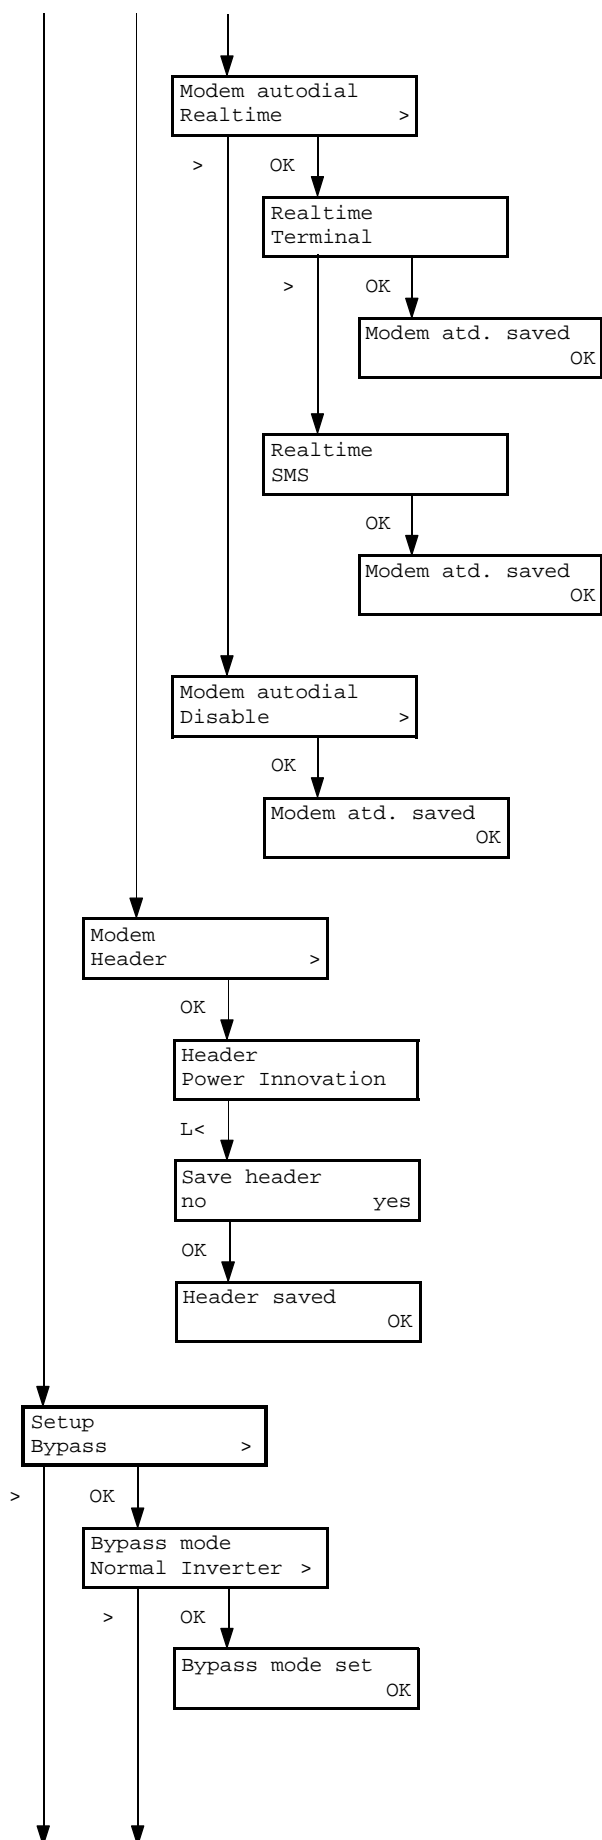 Modem autodial
Realtime >
> OK
Realtime
Terminal
> OK
Modem atd. saved
OK
Realtime
SMS
OK
Modem atd. saved
OK
Modem autodial
Disable >
OK
Modem atd. saved
OK
Modem
Header >
OK
Header
Power Innovation
L<
Save header
no yes
OK
Header saved
OK
Setup
Bypass >
> OK
Bypass mode
Normal Inverter >
> OK
Bypass mode set
OK